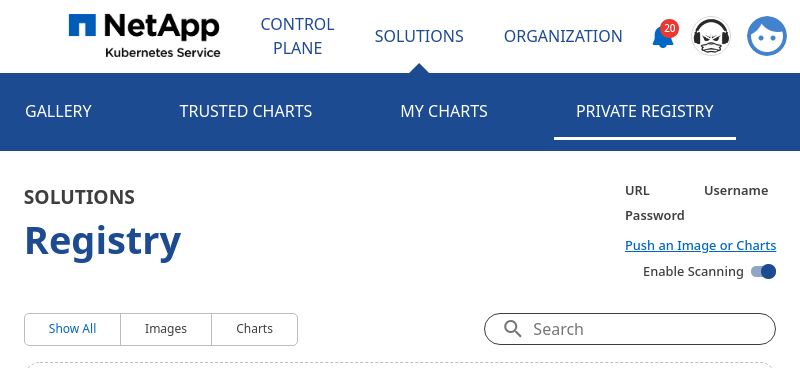 NetApp
Kubernetes Service
CONTROL
PLANE
SOLUTIONS
ORGANIZATION
20
GALLERY
TRUSTED CHARTS
MY CHARTS
PRIVATE REGISTRY
SOLUTIONS
Registry
URL
Username
Password
Push an Image or Charts
Enable Scanning
Show All
Images
Charts
Search